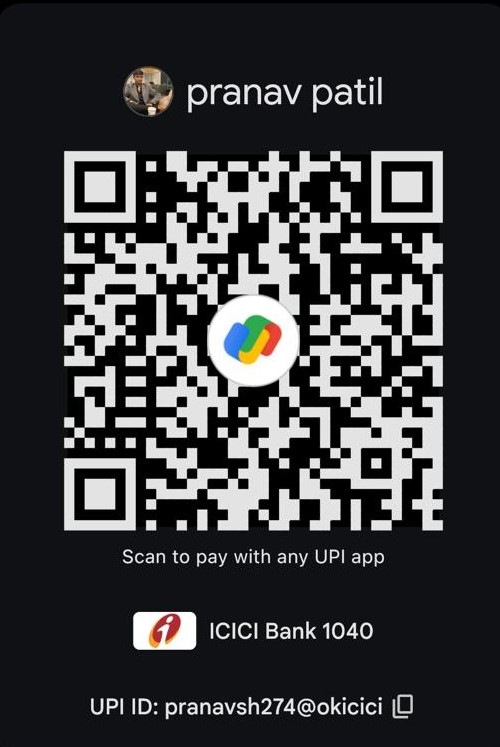 pranav patil
Scan to pay with any UPI app
ICICI Bank 1040
UPI ID: pranavsh274@okicici